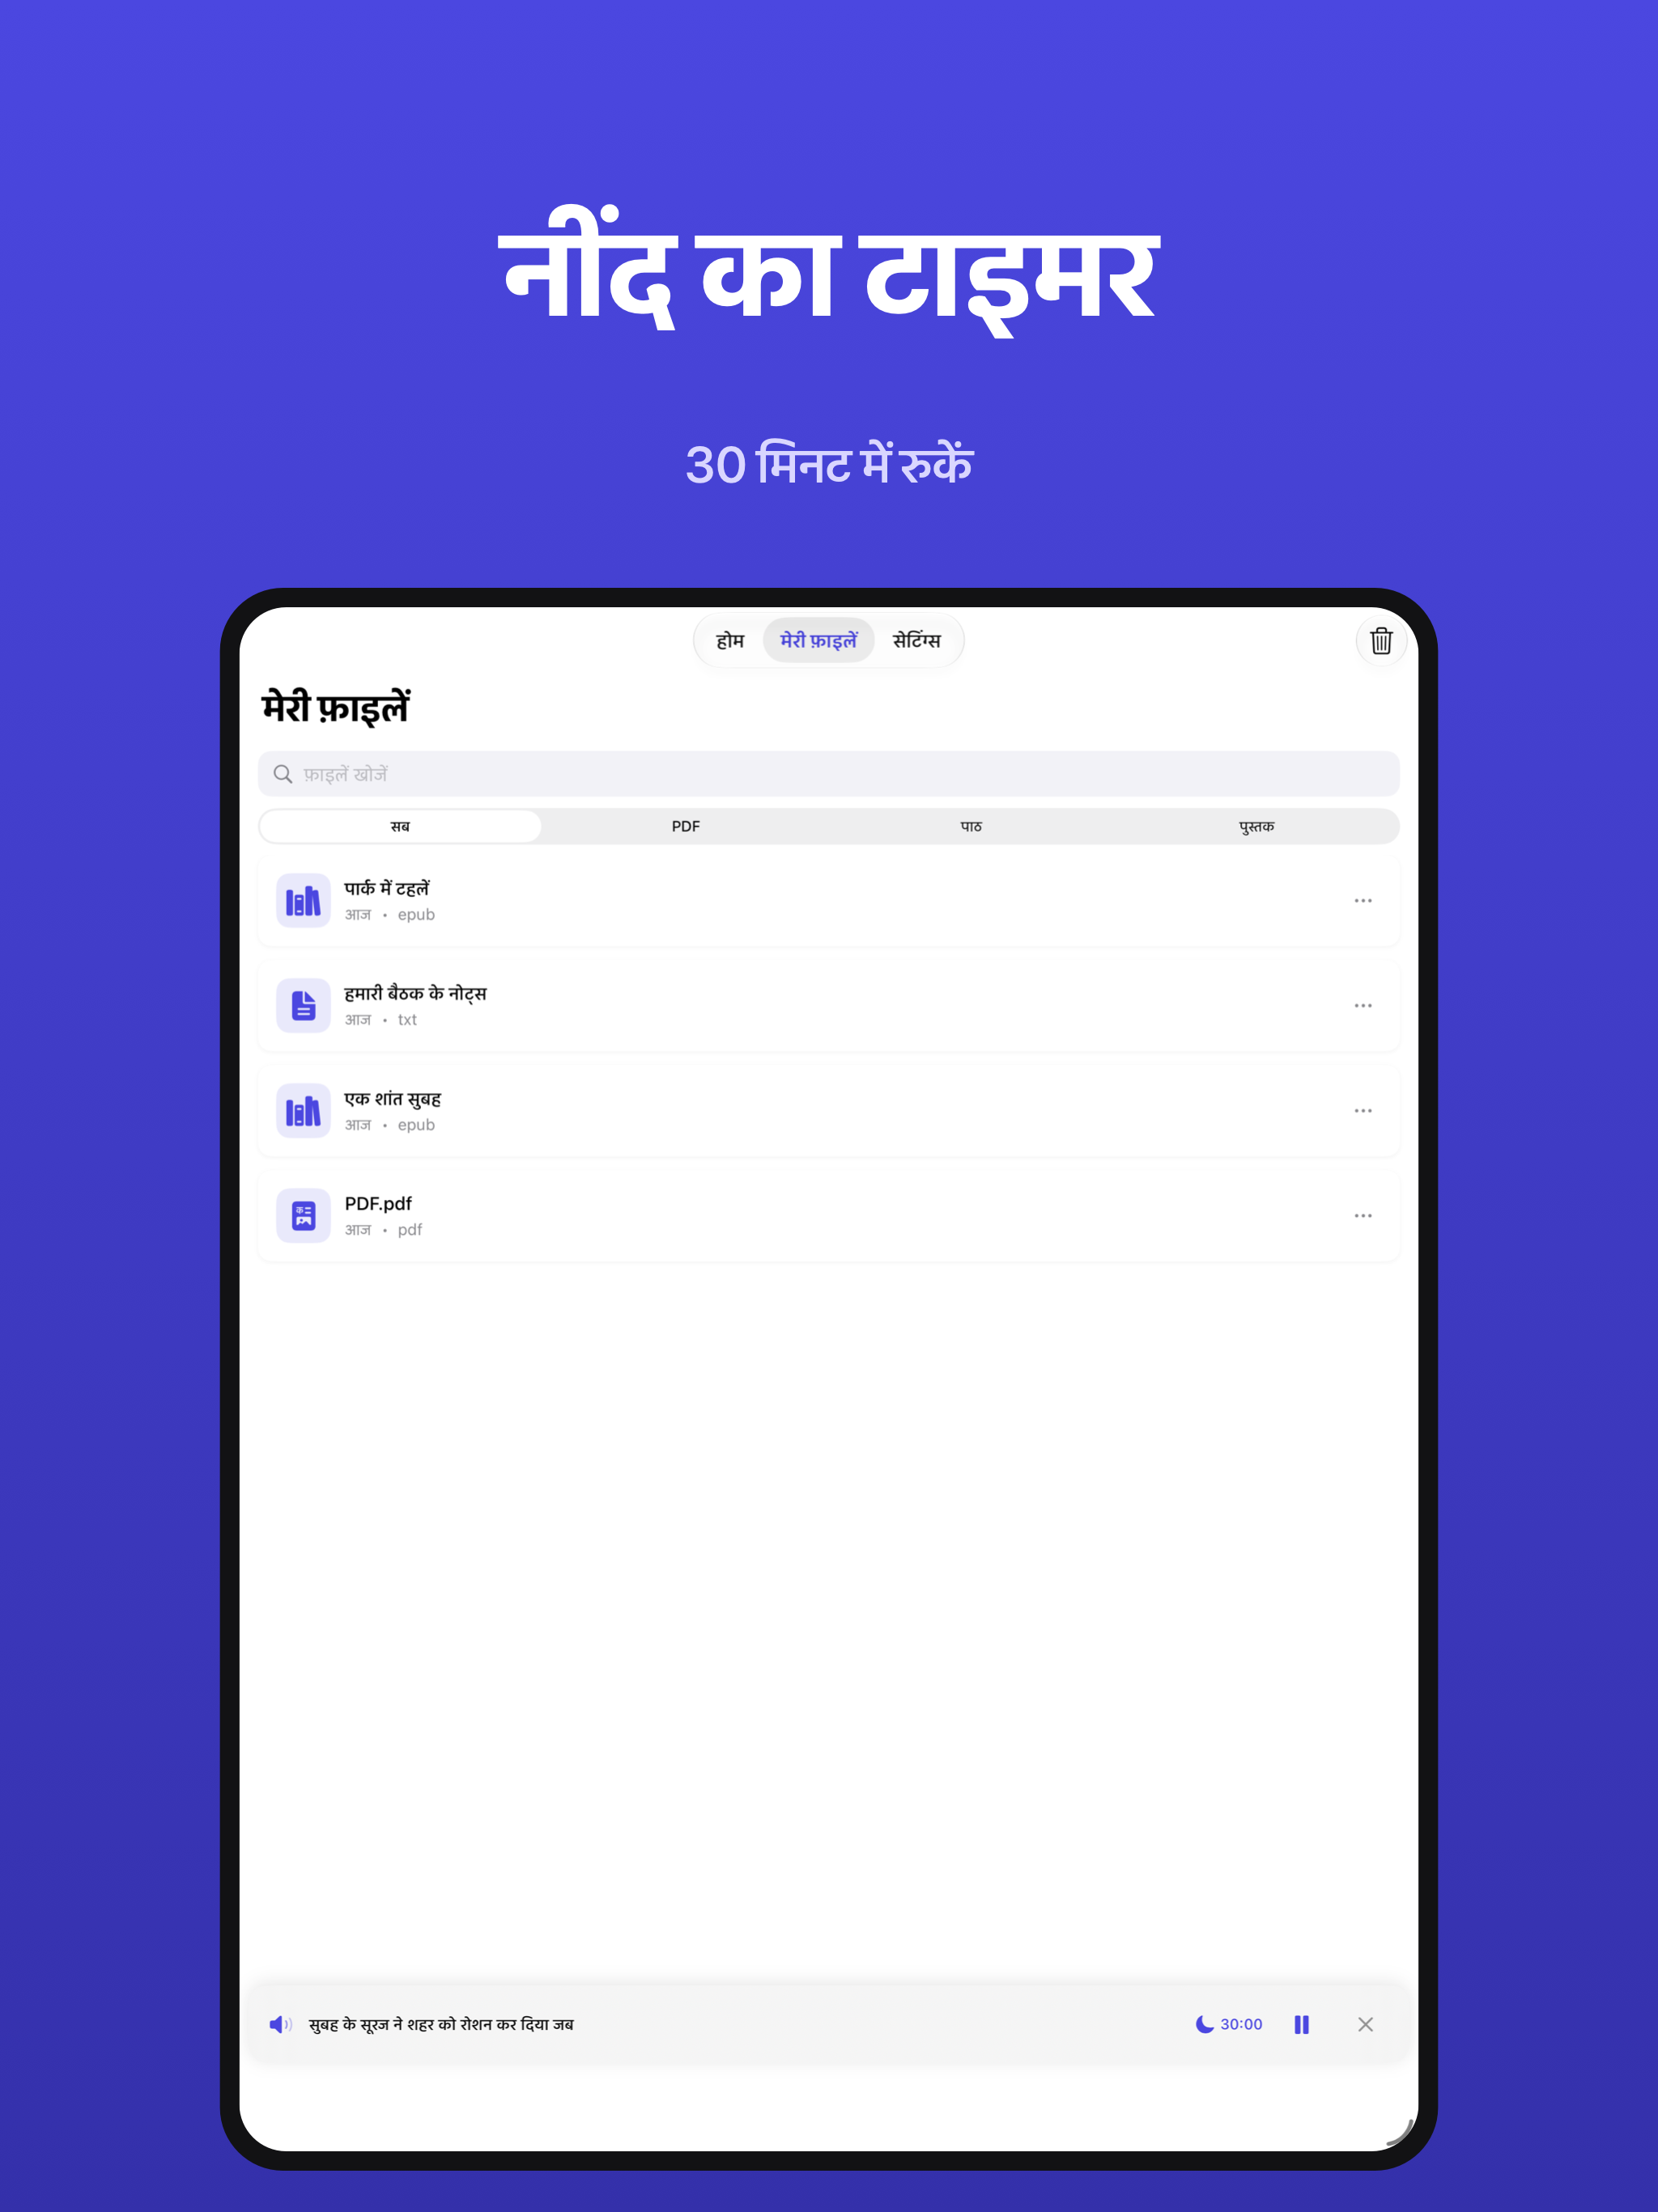 नींद का टाइमर
30 मिनट में रुकें
होम मेरी फ़ाइलें सेटिंग्स
मेरी फ़ाइलें
फ़ाइलें खोजें
सब PDF पाठ पुस्तक
पार्क में टहलें
आज • epub
हमारी बैठक के नोट्स
आज • txt
एक शांत सुबह
आज • epub
PDF.pdf
आज • pdf
सुबह के सूरज ने शहर को रोशन कर दिया जब 30:00